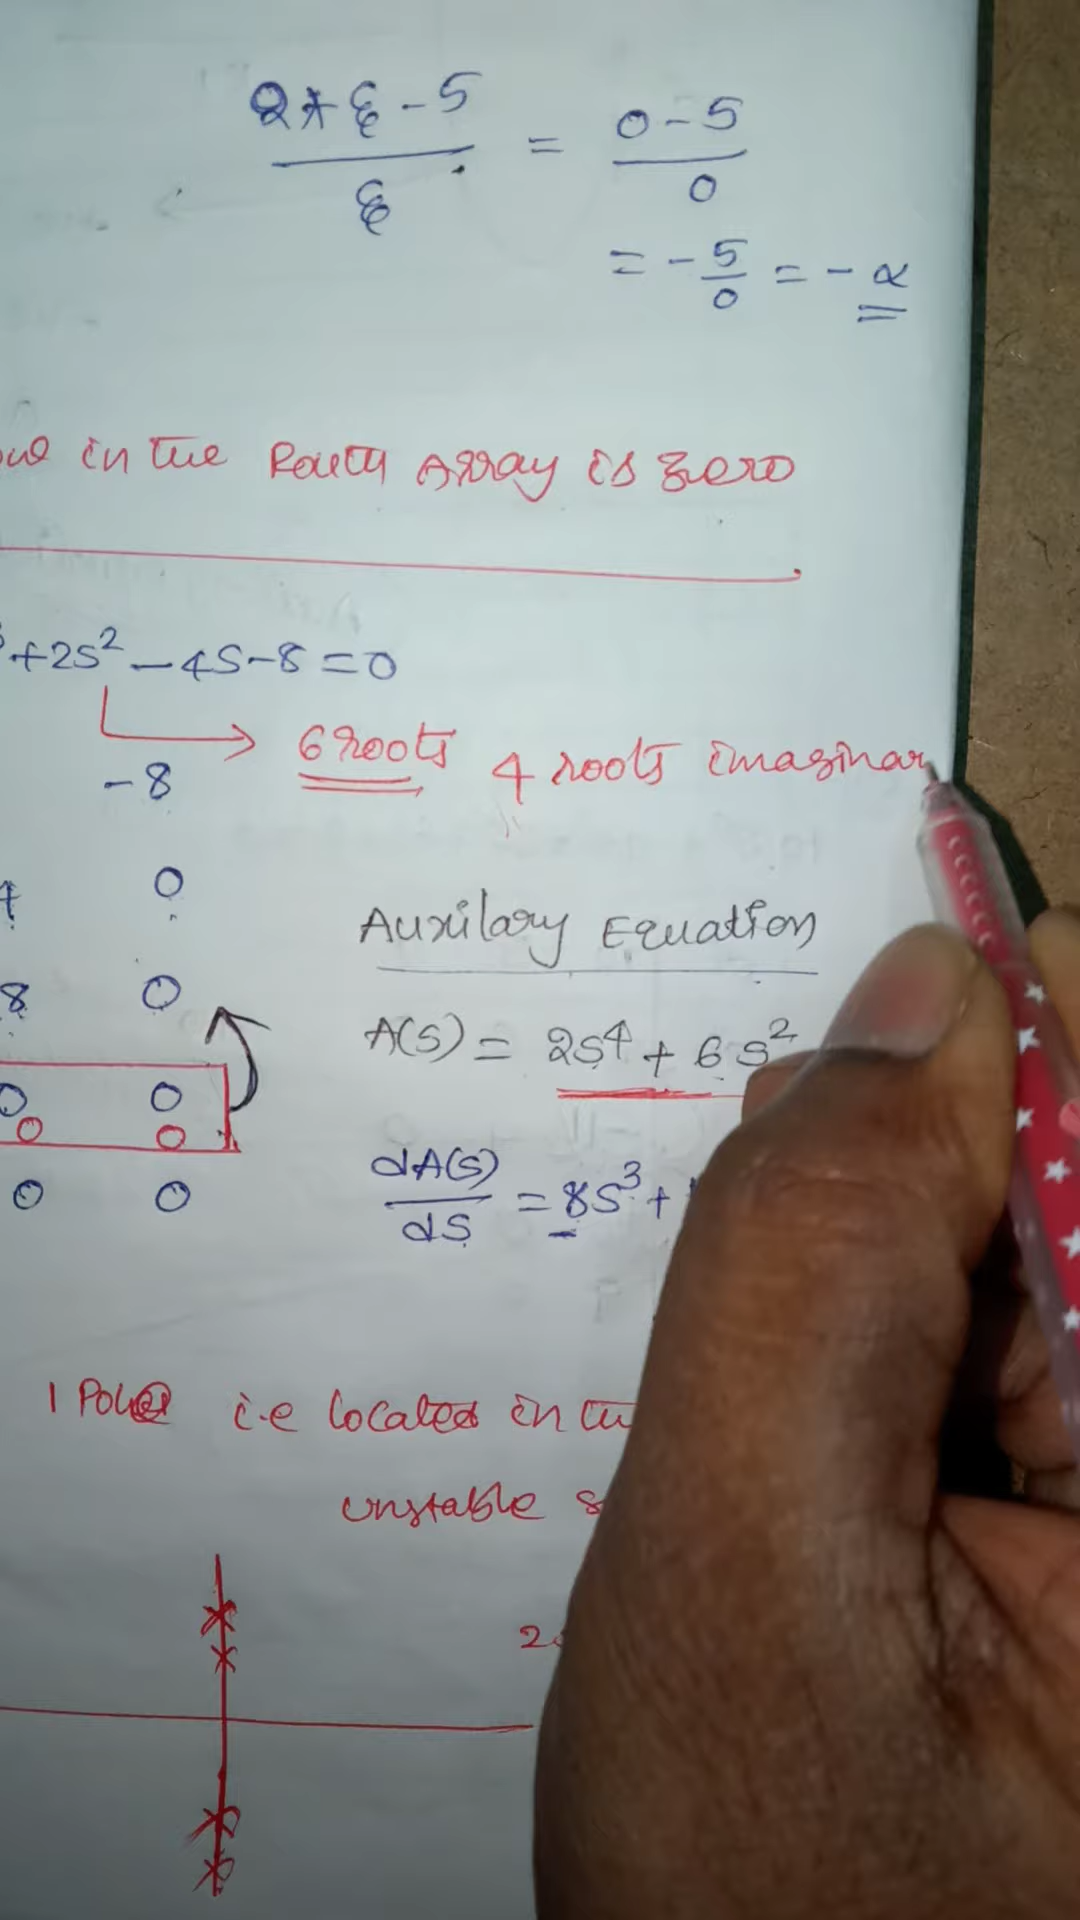 2*ε-5 / ε = 0-5 / 0
= -5/0 = -α
in the Routh Array is zero
+2s² -4s-8=0
6 roots 4 roots imaginar
-8
0
Auxilary Equation
8 0
A(s) = 2s⁴ + 6s²
0 0
0 0
dA(s)/ds = 8s³ +
0 0
1 Pole i.e located in the
unstable
2